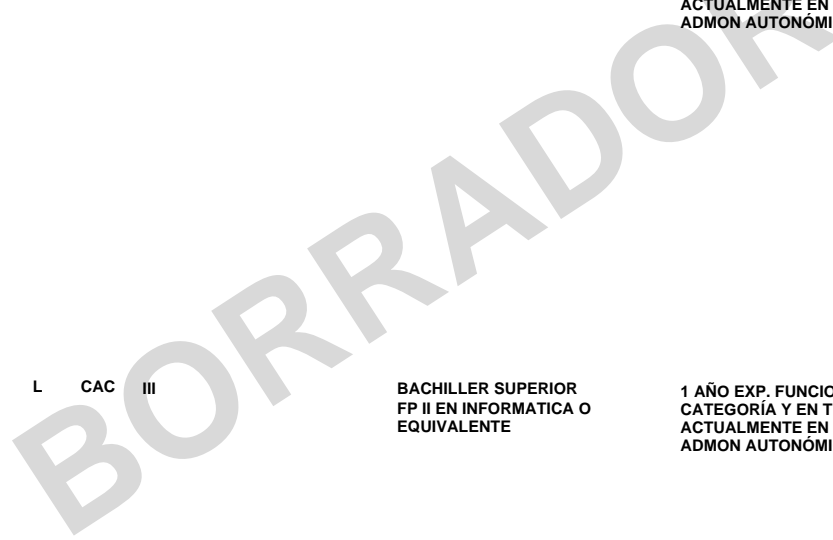 ACTUALMENTE EN
ADMON AUTONÓMI
BORRADOR
L CAC III BACHILLER SUPERIOR 1 AÑO EXP. FUNCIO
FP II EN INFORMATICA O CATEGORÍA Y EN T
EQUIVALENTE ACTUALMENTE EN
ADMON AUTONÓMI